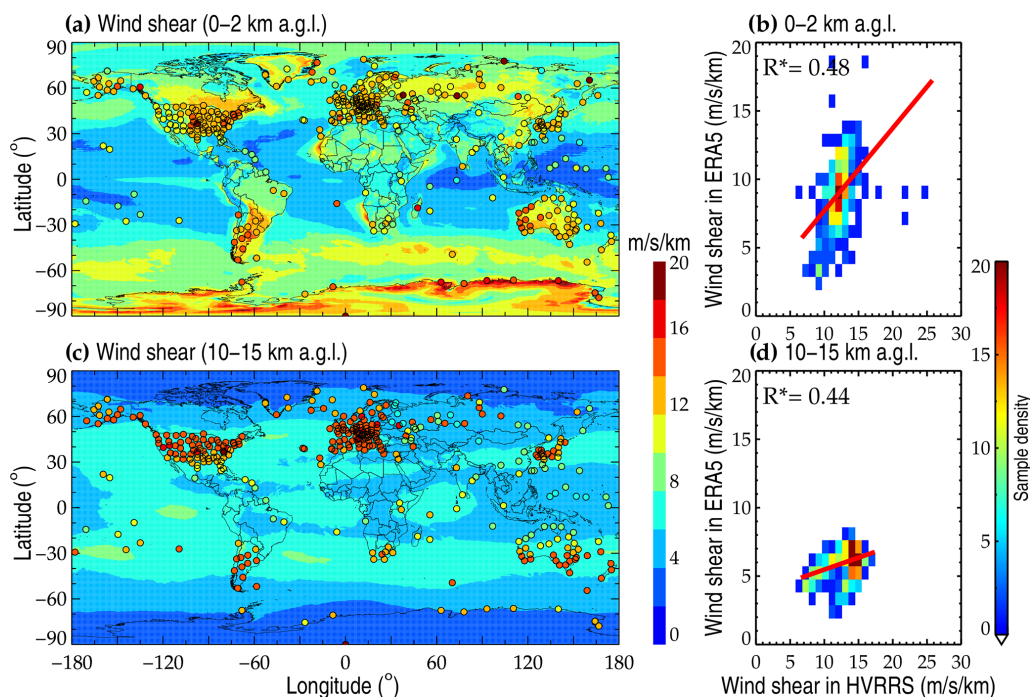 (a) Wind shear (0–2 km a.g.l.)
90
60
30
0
−30
−60
−90
Latitude (°)
(b) 0–2 km a.g.l.
R*= 0.48
20
15
10
5
0
Wind shear in ERA5 (m/s/km)
0 5 10 15 20 25 30
m/s/km
20
16
12
8
4
0
(c) Wind shear (10–15 km a.g.l.)
90
60
30
0
−30
−60
−90
Latitude (°)
−180 −120 −60 0 60 120 180
Longitude (°)
(d) 10–15 km a.g.l.
R*= 0.44
20
15
10
5
0
Wind shear in ERA5 (m/s/km)
0 5 10 15 20 25 30
Wind shear in HVRRS (m/s/km)
20
15
10
5
0
Sample density